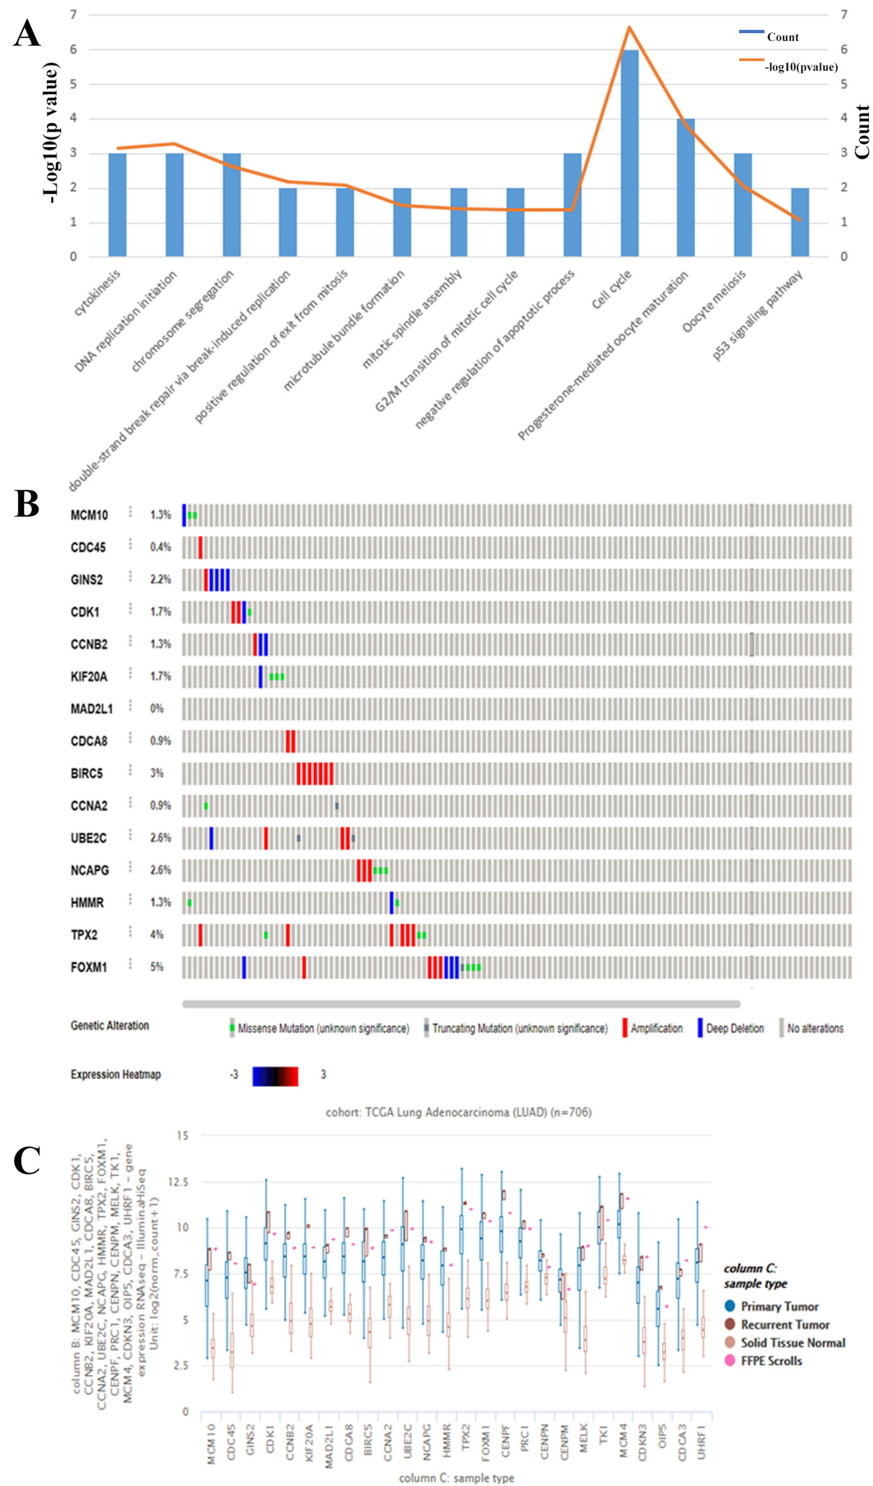 A
7
6
5
4
3
2
1
0
-Log10(p value)
7
6
5
4
3
2
1
0
Count
Count
-log10(pvalue)
cytokinesis
DNA replication initiation
chromosome segregation
double-strand break repair via break-induced replication
positive regulation of exit from mitosis
microtubule bundle formation
mitotic spindle assembly
G2/M transition of mitotic cell cycle
negative regulation of apoptotic process
Cell cycle
Progesterone-mediated oocyte maturation
Oocyte meiosis
p53 signaling pathway
B
MCM10 1.3%
CDC45 0.4%
GINS2 2.2%
CDK1 1.7%
CCNB2 1.3%
KIF20A 1.7%
MAD2L1 0%
CDCA8 0.9%
BIRC5 3%
CCNA2 0.9%
UBE2C 2.6%
NCAPG 2.6%
HMMR 1.3%
TPX2 4%
FOXM1 5%
Genetic Alteration Missense Mutation (unknown significance) Truncating Mutation (unknown significance) Amplification Deep Deletion No alterations
Expression Heatmap -3 3
C
cohort: TCGA Lung Adenocarcinoma (LUAD) (n=706)
column B: MCM10, CDC45, GINS2, CDK1,
CCNB2, KIF20A, MAD2L1, CDCA8, BIRC5,
CCNA2, UBE2C, NCAPG, HMMR, TPX2, FOXM1,
CENPF, PRC1, CENPN, CENPM, MELK, TK1,
MCM4, CDKN3, OIP5, CDCA3, UHRF1 - gene
expression RNAseq - IlluminaHiSeq
Unit: log2(norm_count+1)
15
12.5
10
7.5
5
2.5
0
MCM10
CDC45
GINS2
CDK1
CCNB2
KIF20A
MAD2L1
CDCA8
BIRC5
CCNA2
UBE2C
NCAPG
HMMR
TPX2
FOXM1
CENPF
PRC1
CENPN
CENPM
MELK
TK1
MCM4
CDKN3
OIP5
CDCA3
UHRF1
column C: sample type
column C:
sample type
Primary Tumor
Recurrent Tumor
Solid Tissue Normal
FFPE Scrolls